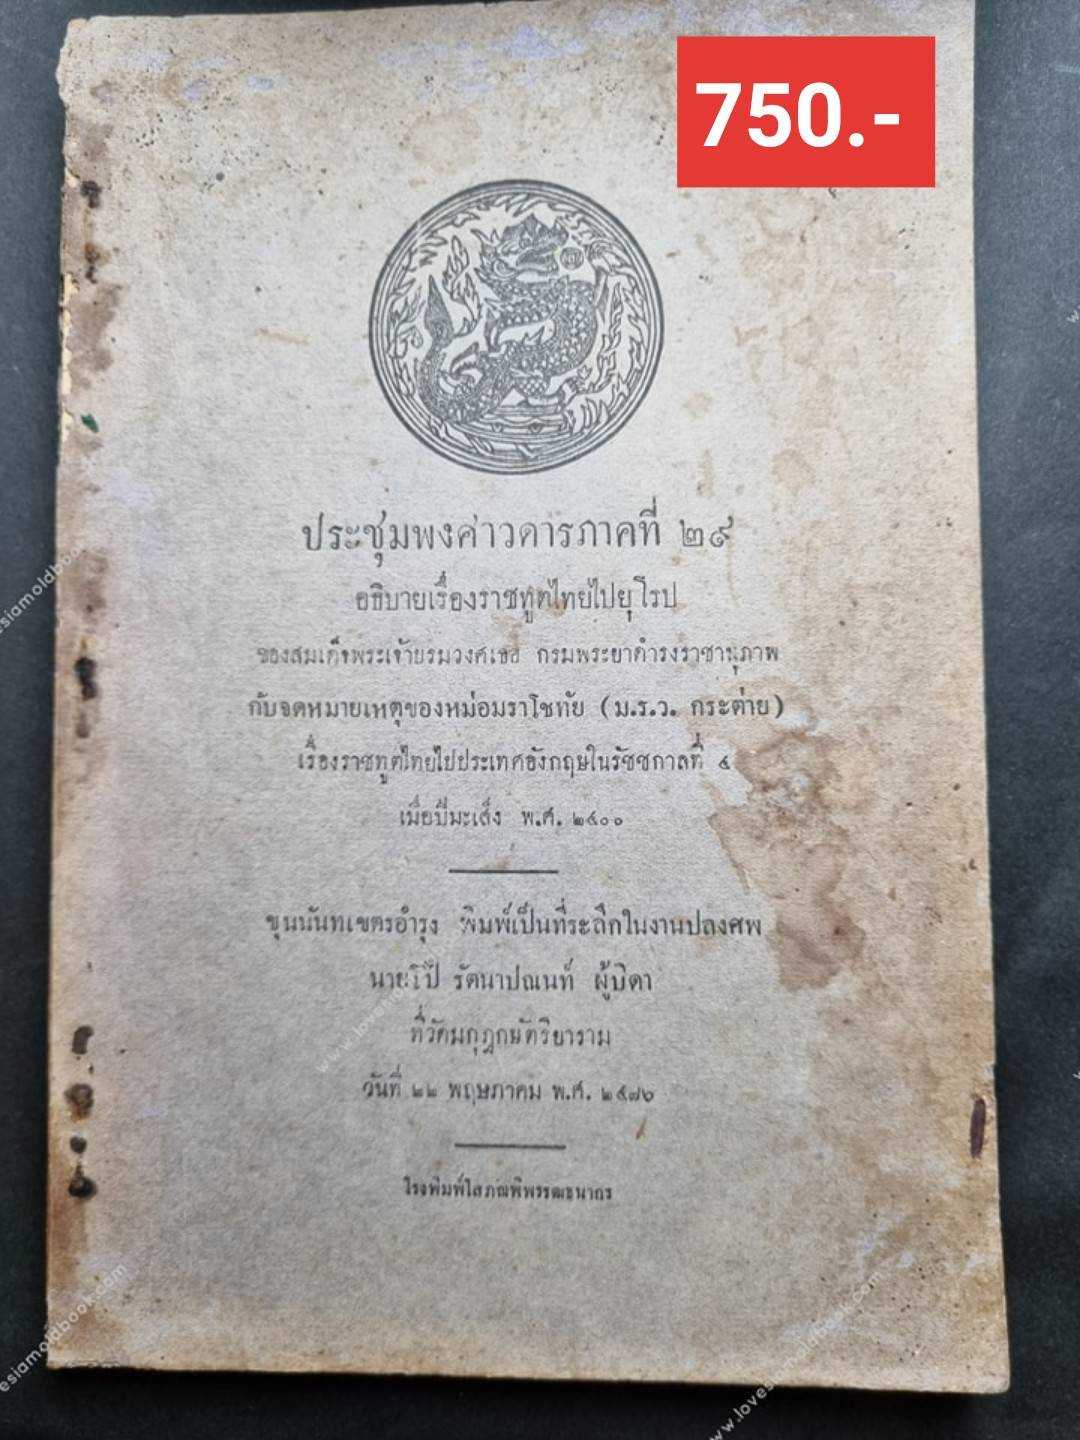 750.-
ประชุมพงศาวดารภาคที่ ๒๙
อธิบายเรื่องราชทูตไทยไปยุโรป
ของสมเด็จพระเจ้าบรมวงศเธอ กรมพระยาดำรงราชานุภาพ
กับจดหมายเหตุของหม่อมราโชทัย (ม.ร.ว. กระต่าย)
เรื่องราชทูตไทยไปประเทศอังกฤษในรัชชกาลที่ ๔
เมื่อปีมะเส็ง พ.ศ. ๒๔๐๐
ขุนนันทเขตรอำรุง พิมพ์เป็นที่ระลึกในงานปลงศพ
รัตนาปณนท์ ผู้บิดา
ที่วัดมกุฎกษัตริยาราม
วันที่ ๒๒ พฤษภาคม พ.ศ. ๒๔๗๖
โรงพิมพ์โสภณพิพรรฒธนากร